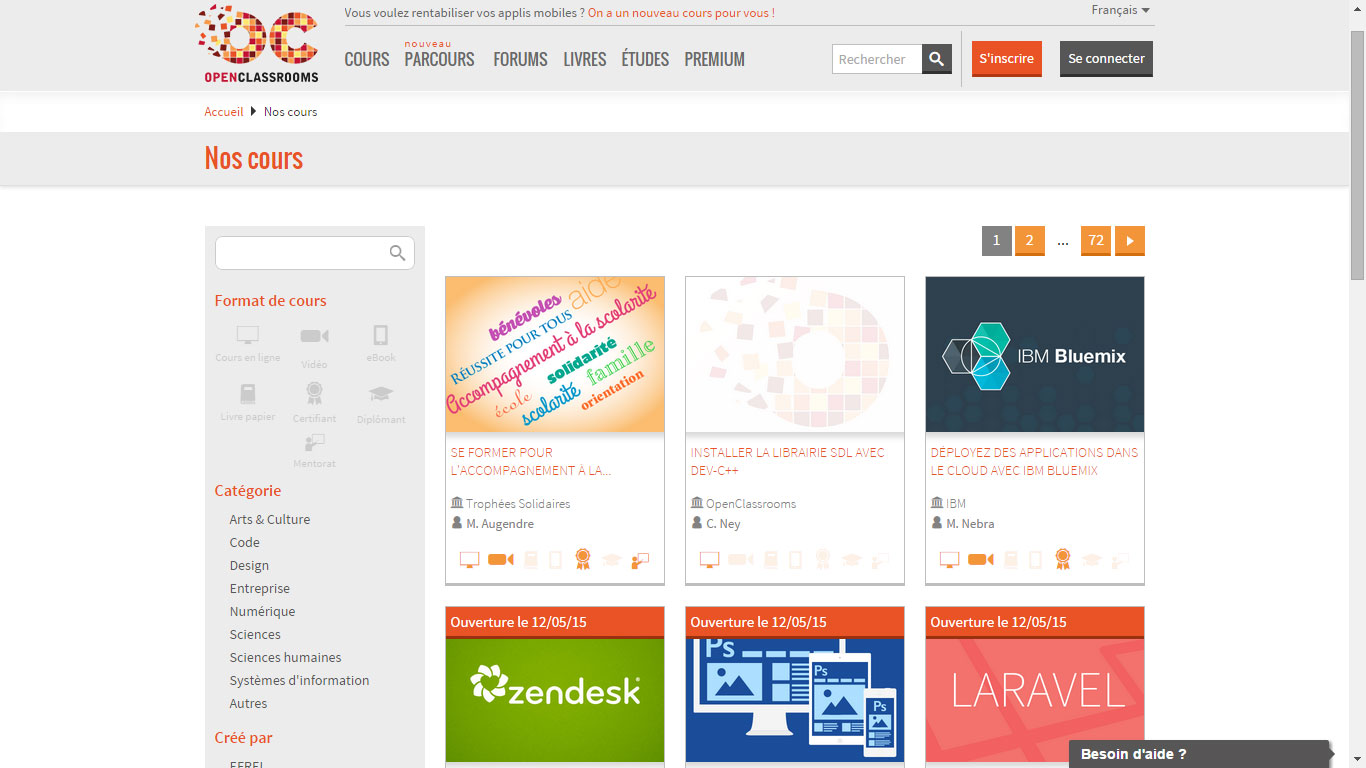 Vous voulez rentabiliser vos applis mobiles ? On a un nouveau cours pour vous !
Français
OPENCLASSROOMS
nouveau
COURS PARCOURS FORUMS LIVRES ÉTUDES PREMIUM
Rechercher
S'inscrire
Se connecter
Accueil Nos cours
Nos cours
1 2 ... 72
Format de cours
Cours en ligne
Vidéo
eBook
Livre papier
Certifiant
Diplômant
Mentorat
Catégorie
Arts & Culture
Code
Design
Entreprise
Numérique
Sciences
Sciences humaines
Systèmes d'information
Autres
Créé par
EFREI
bénévoles
aide
RÉUSSITE POUR TOUS
Accompagnement à la scolarité
solidarité
famille
école
scolarité
orientation
SE FORMER POUR
L'ACCOMPAGNEMENT À LA...
Trophées Solidaires
M. Augendre
INSTALLER LA LIBRAIRIE SDL AVEC
DEV-C++
OpenClassrooms
C. Ney
IBM Bluemix
DÉPLOYEZ DES APPLICATIONS DANS
LE CLOUD AVEC IBM BLUEMIX
IBM
M. Nebra
Ouverture le 12/05/15
zendesk
Ouverture le 12/05/15
Ps
Ps
Ps
Ouverture le 12/05/15
LARAVEL
Besoin d'aide ?